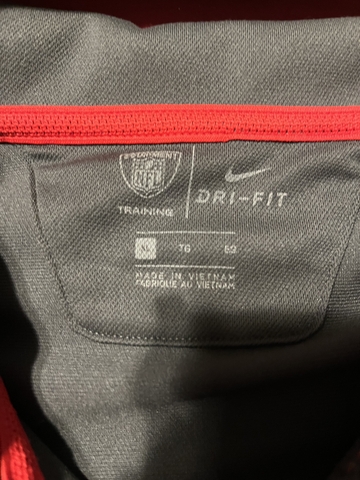 EQUIPMENT
NFL
TRAINING
DRI-FIT
XL TG EG
MADE IN VIETNAM
FABRIQUE AU VIETNAM